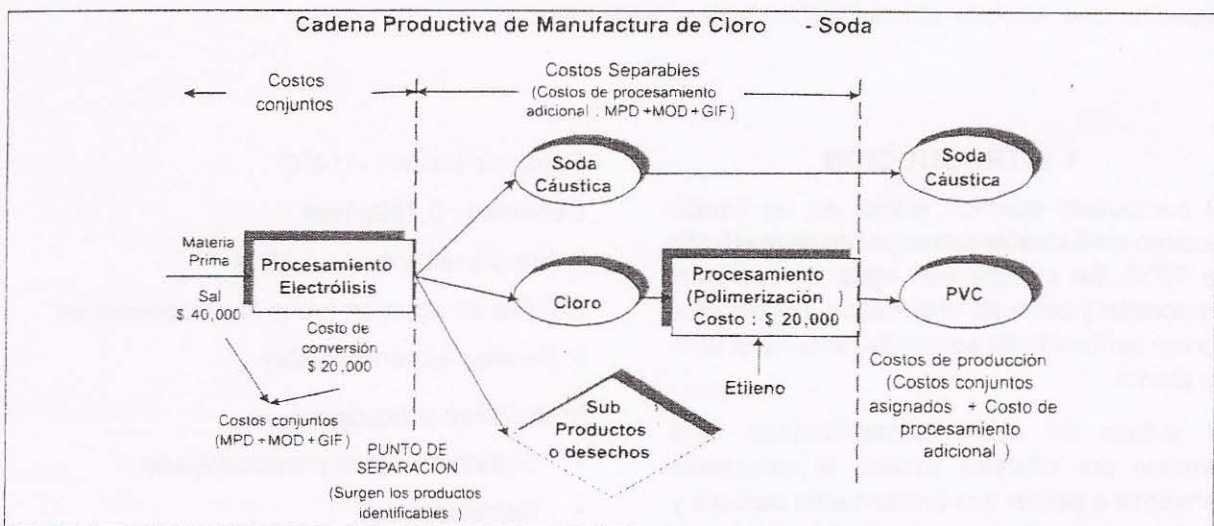 Cadena Productiva de Manufactura de Cloro - Soda
Costos
conjuntos
Costos Separables
(Costos de procesamiento
adicional : MPD +MOD+GIF)
Soda
Cáustica
Soda
Cáustica
Materia
Prima
Sal
$ 40,000
Procesamiento
Electrólisis
Costo de
conversión
$ 20,000
Cloro
Procesamiento
(Polimerización )
Costo : $ 20,000
PVC
Etileno
Sub
Productos
o desechos
Costos conjuntos
(MPD +MOD+GIF)
PUNTO DE
SEPARACION
(Surgen los productos
identificables )
Costos de producción
(Costos conjuntos
asignados + Costo de
procesamiento
adicional )